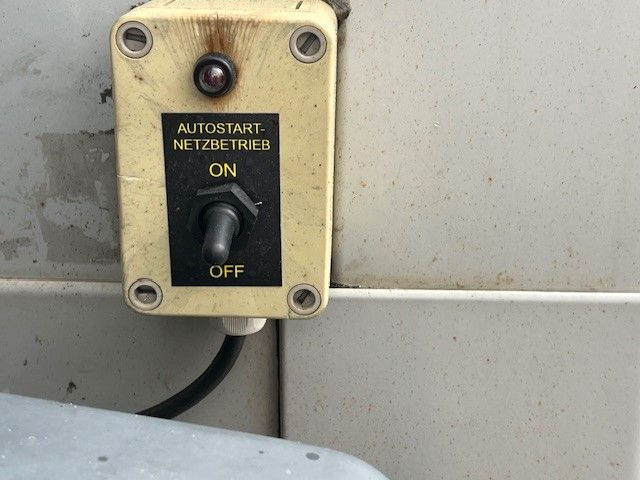 AUTOSTART-
NETZBETRIEB
ON
OFF